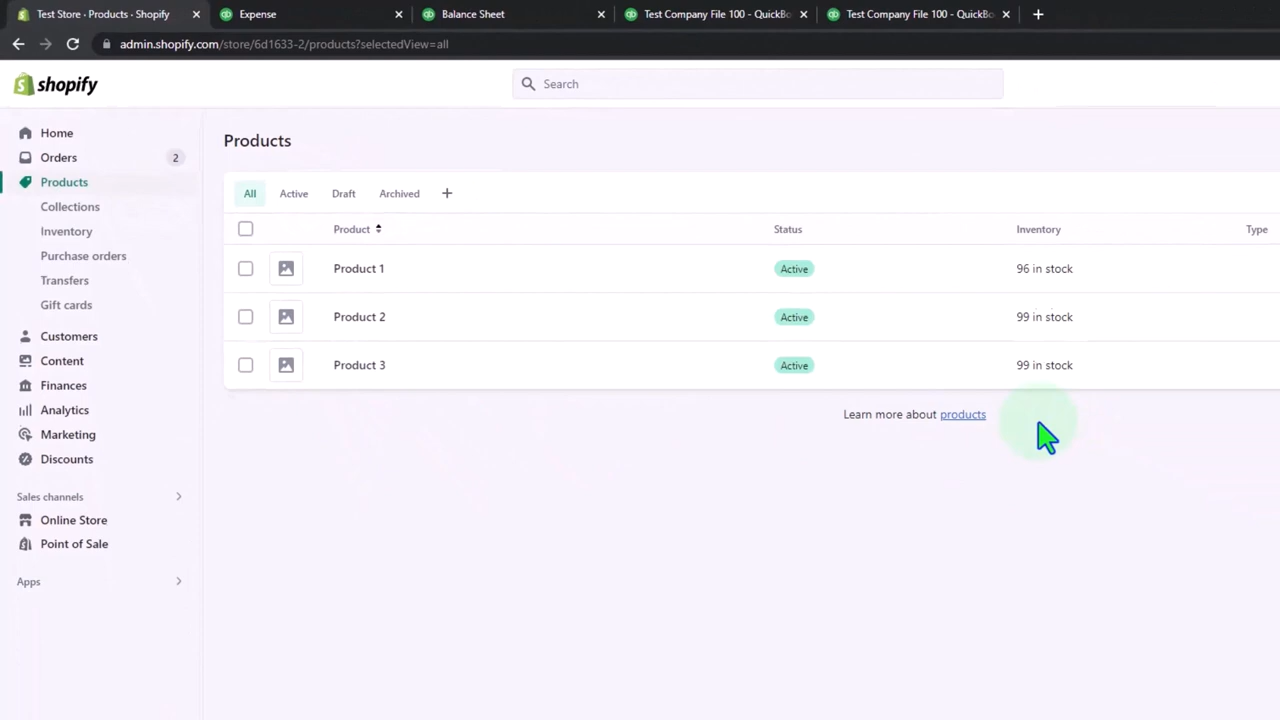 Test Store · Products · Shopify
Expense
Balance Sheet
Test Company File 100 - QuickBo
Test Company File 100 - QuickBo
admin.shopify.com/store/6d1633-2/products?selectedView=all
shopify
Search
Home
Orders 2
Products
Collections
Inventory
Purchase orders
Transfers
Gift cards
Customers
Content
Finances
Analytics
Marketing
Discounts
Sales channels
Online Store
Point of Sale
Apps
Products
All Active Draft Archived +
Product Status Inventory Type
Product 1 Active 96 in stock
Product 2 Active 99 in stock
Product 3 Active 99 in stock
Learn more about products